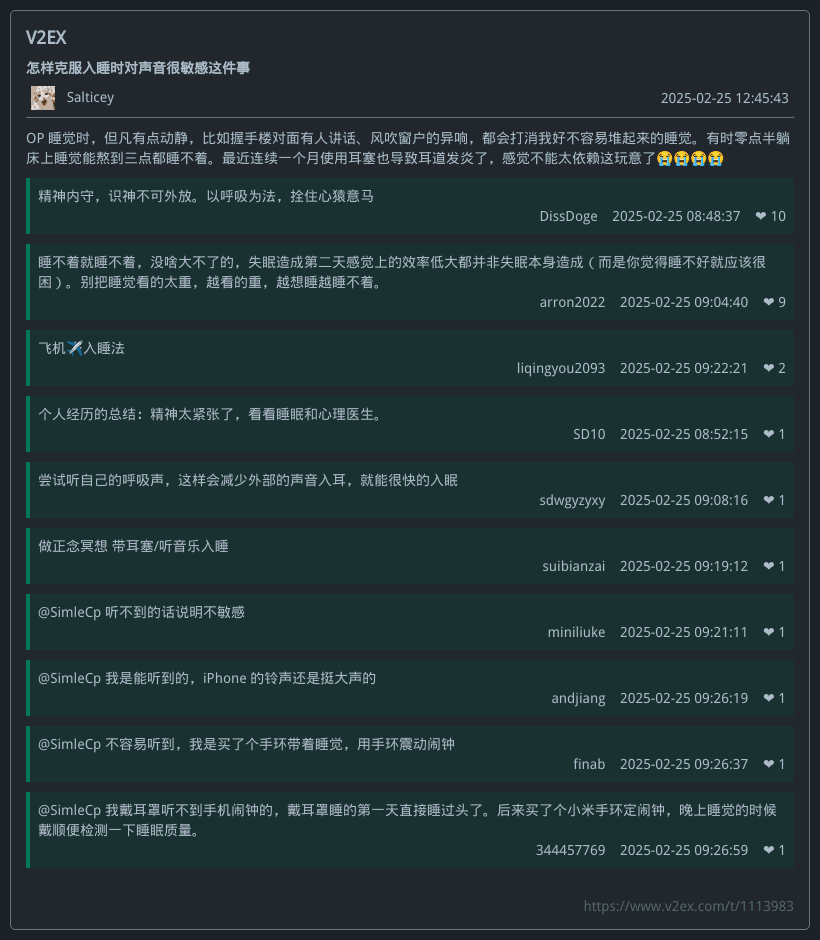 V2EX
怎样克服入睡时对声音很敏感这件事
Salticey 2025-02-25 12:45:43
OP 睡觉时，但凡有点动静，比如握手楼对面有人讲话、风吹窗户的异响，都会打消我好不容易堆起来的睡觉。有时零点半躺
床上睡觉能熬到三点都睡不着。最近连续一个月使用耳塞也导致耳道发炎了，感觉不能太依赖这玩意了😭😭😭😭
精神内守，识神不可外放。以呼吸为法，拴住心猿意马
DissDoge 2025-02-25 08:48:37 ❤ 10
睡不着就睡不着，没啥大不了的，失眠造成第二天感觉上的效率低大都并非失眠本身造成（而是你觉得睡不好就应该很
困）。别把睡觉看的太重，越看的重，越想睡越睡不着。
arron2022 2025-02-25 09:04:40 ❤ 9
飞机✈️入睡法
liqingyou2093 2025-02-25 09:22:21 ❤ 2
个人经历的总结：精神太紧张了，看看睡眠和心理医生。
SD10 2025-02-25 08:52:15 ❤ 1
尝试听自己的呼吸声，这样会减少外部的声音入耳，就能很快的入眠
sdwgyzyxy 2025-02-25 09:08:16 ❤ 1
做正念冥想 带耳塞/听音乐入睡
suibianzai 2025-02-25 09:19:12 ❤ 1
@SimleCp 听不到的话说明不敏感
miniliuke 2025-02-25 09:21:11 ❤ 1
@SimleCp 我是能听到的，iPhone 的铃声还是挺大声的
andjiang 2025-02-25 09:26:19 ❤ 1
@SimleCp 不容易听到，我是买了个手环带着睡觉，用手环震动闹钟
finab 2025-02-25 09:26:37 ❤ 1
@SimleCp 我戴耳罩听不到手机闹钟的，戴耳罩睡的第一天直接睡过头了。后来买了个小米手环定闹钟，晚上睡觉的时候
戴顺便检测一下睡眠质量。
344457769 2025-02-25 09:26:59 ❤ 1
https://www.v2ex.com/t/1113983